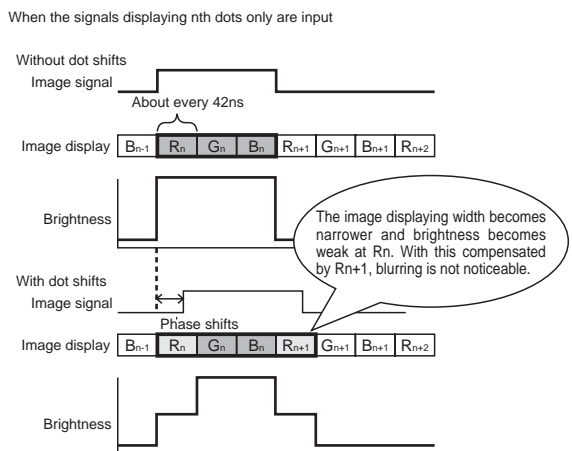 When the signals displaying nth dots only are input
Without dot shifts
Image signal
About every 42ns
Image display Bn-1 Rn Gn Bn Rn+1 Gn+1 Bn+1 Rn+2
Brightness
The image displaying width becomes
narrower and brightness becomes
weak at Rn. With this compensated
by Rn+1, blurring is not noticeable.
With dot shifts
Image signal
Phase shifts
Image display Bn-1 Rn Gn Bn Rn+1 Gn+1 Bn+1 Rn+2
Brightness